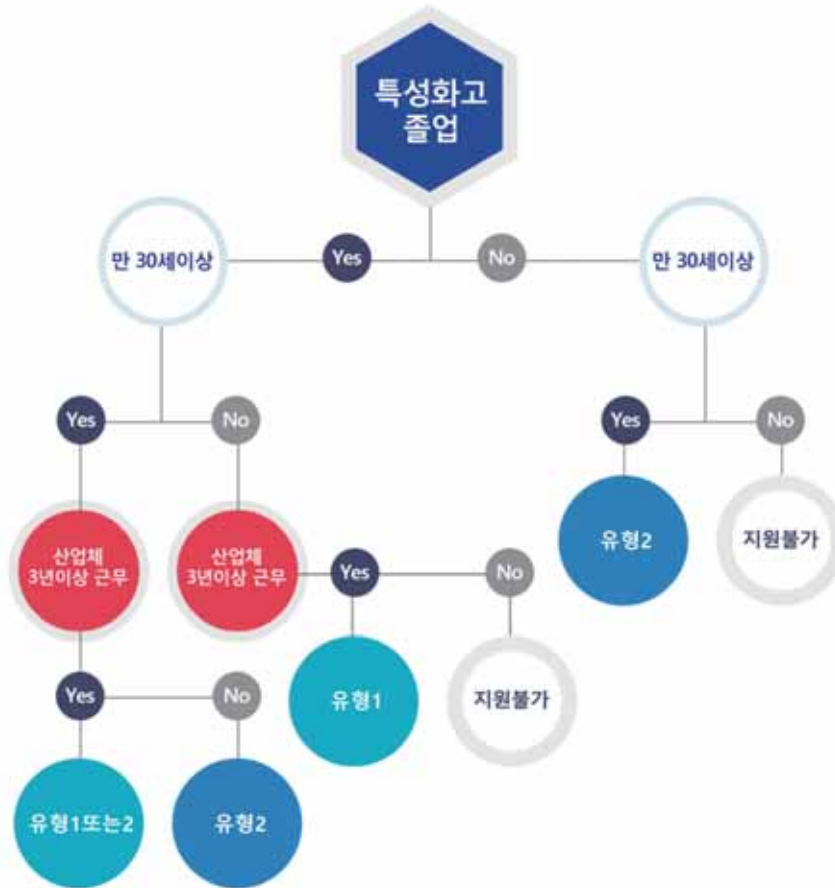 특성화고
졸업
만 30세이상
Yes
No
만 30세이상
Yes
No
Yes
No
산업체
3년이상 근무
산업체
3년이상 근무
Yes
No
유형2
지원불가
Yes
No
유형1
지원불가
유형1또는2
유형2